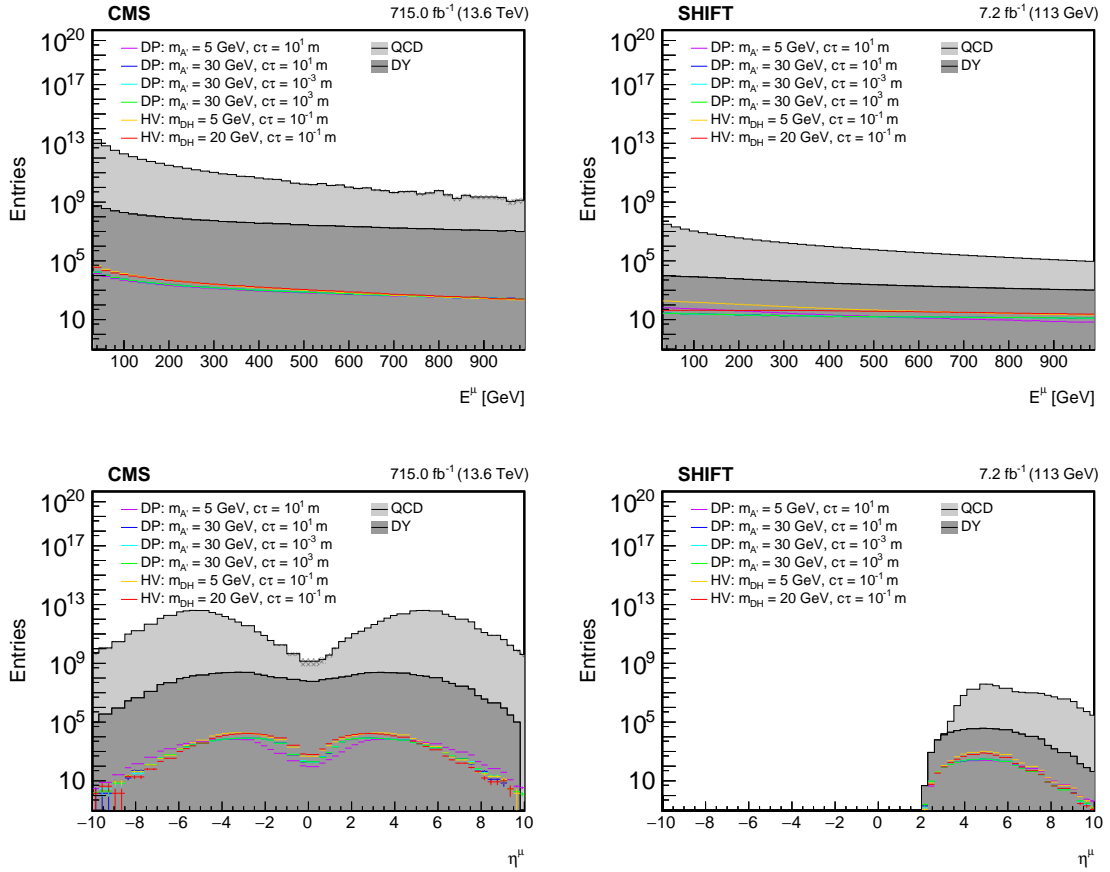 CMS 715.0 fb⁻¹ (13.6 TeV)
10²⁰
10¹⁷
10¹³
10⁹
10⁵
10
Entries
DP: m_A' = 5 GeV, cτ = 10¹ m
DP: m_A' = 30 GeV, cτ = 10¹ m
DP: m_A' = 30 GeV, cτ = 10⁻³ m
DP: m_A' = 30 GeV, cτ = 10³ m
HV: m_DH = 5 GeV, cτ = 10⁻¹ m
HV: m_DH = 20 GeV, cτ = 10⁻¹ m
QCD
DY
100 200 300 400 500 600 700 800 900
E^μ [GeV]
SHIFT 7.2 fb⁻¹ (113 GeV)
10²⁰
10¹⁷
10¹³
10⁹
10⁵
10
Entries
DP: m_A' = 5 GeV, cτ = 10¹ m
DP: m_A' = 30 GeV, cτ = 10¹ m
DP: m_A' = 30 GeV, cτ = 10⁻³ m
DP: m_A' = 30 GeV, cτ = 10³ m
HV: m_DH = 5 GeV, cτ = 10⁻¹ m
HV: m_DH = 20 GeV, cτ = 10⁻¹ m
QCD
DY
100 200 300 400 500 600 700 800 900
E^μ [GeV]
CMS 715.0 fb⁻¹ (13.6 TeV)
10²⁰
10¹⁷
10¹³
10⁹
10⁵
10
Entries
DP: m_A' = 5 GeV, cτ = 10¹ m
DP: m_A' = 30 GeV, cτ = 10¹ m
DP: m_A' = 30 GeV, cτ = 10⁻³ m
DP: m_A' = 30 GeV, cτ = 10³ m
HV: m_DH = 5 GeV, cτ = 10⁻¹ m
HV: m_DH = 20 GeV, cτ = 10⁻¹ m
QCD
DY
−10 −8 −6 −4 −2 0 2 4 6 8 10
η^μ
SHIFT 7.2 fb⁻¹ (113 GeV)
10²⁰
10¹⁷
10¹³
10⁹
10⁵
10
Entries
DP: m_A' = 5 GeV, cτ = 10¹ m
DP: m_A' = 30 GeV, cτ = 10¹ m
DP: m_A' = 30 GeV, cτ = 10⁻³ m
DP: m_A' = 30 GeV, cτ = 10³ m
HV: m_DH = 5 GeV, cτ = 10⁻¹ m
HV: m_DH = 20 GeV, cτ = 10⁻¹ m
QCD
DY
−10 −8 −6 −4 −2 0 2 4 6 8 10
η^μ